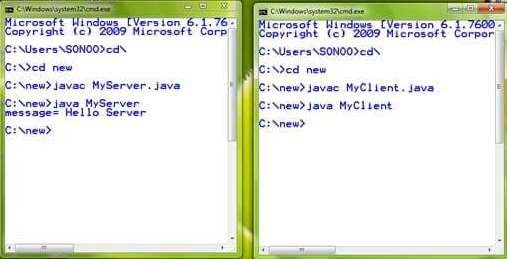 C:\Windows\system32\cmd.exe
Microsoft Windows [Version 6.1.76
Copyright (c) 2009 Microsoft Corp
C:\Users\SONOO>cd\
C:\>cd new
C:\new>javac MyServer.java
C:\new>java MyServer
message= Hello Server
C:\new>
C:\Windows\system32\cmd.exe
Microsoft Windows [Version 6.1.7600
Copyright (c) 2009 Microsoft Corpor
C:\Users\SONOO>cd\
C:\>cd new
C:\new>javac MyClient.java
C:\new>java MyClient
C:\new>